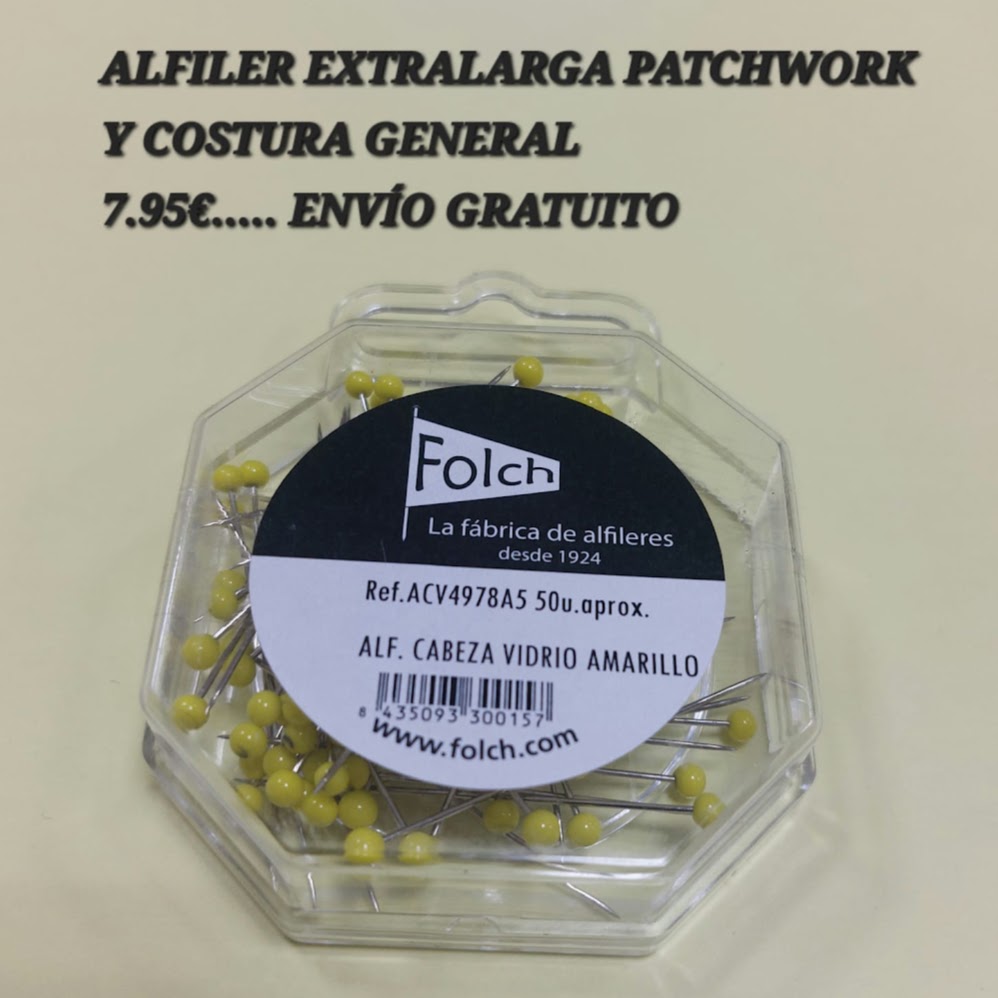 ALFILER EXTRALARGA PATCHWORK
Y COSTURA GENERAL
7.95€..... ENVÍO GRATUITO
Folch
La fábrica de alfileres
desde 1924
Ref.ACV4978A5 50u.aprox.
ALF. CABEZA VIDRIO AMARILLO
8 435093 300157
www.folch.com